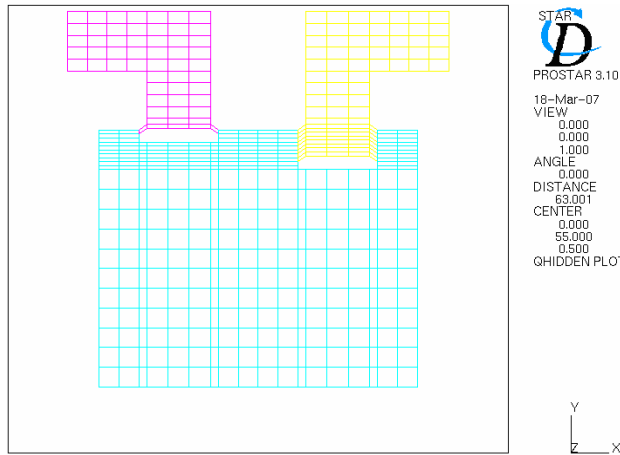 STAR
CD
PROSTAR 3.10
18-Mar-07
VIEW
0.000
0.000
1.000
ANGLE
0.000
DISTANCE
63.001
CENTER
0.000
55.000
0.500
QHIDDEN PLOT
Y
Z
X